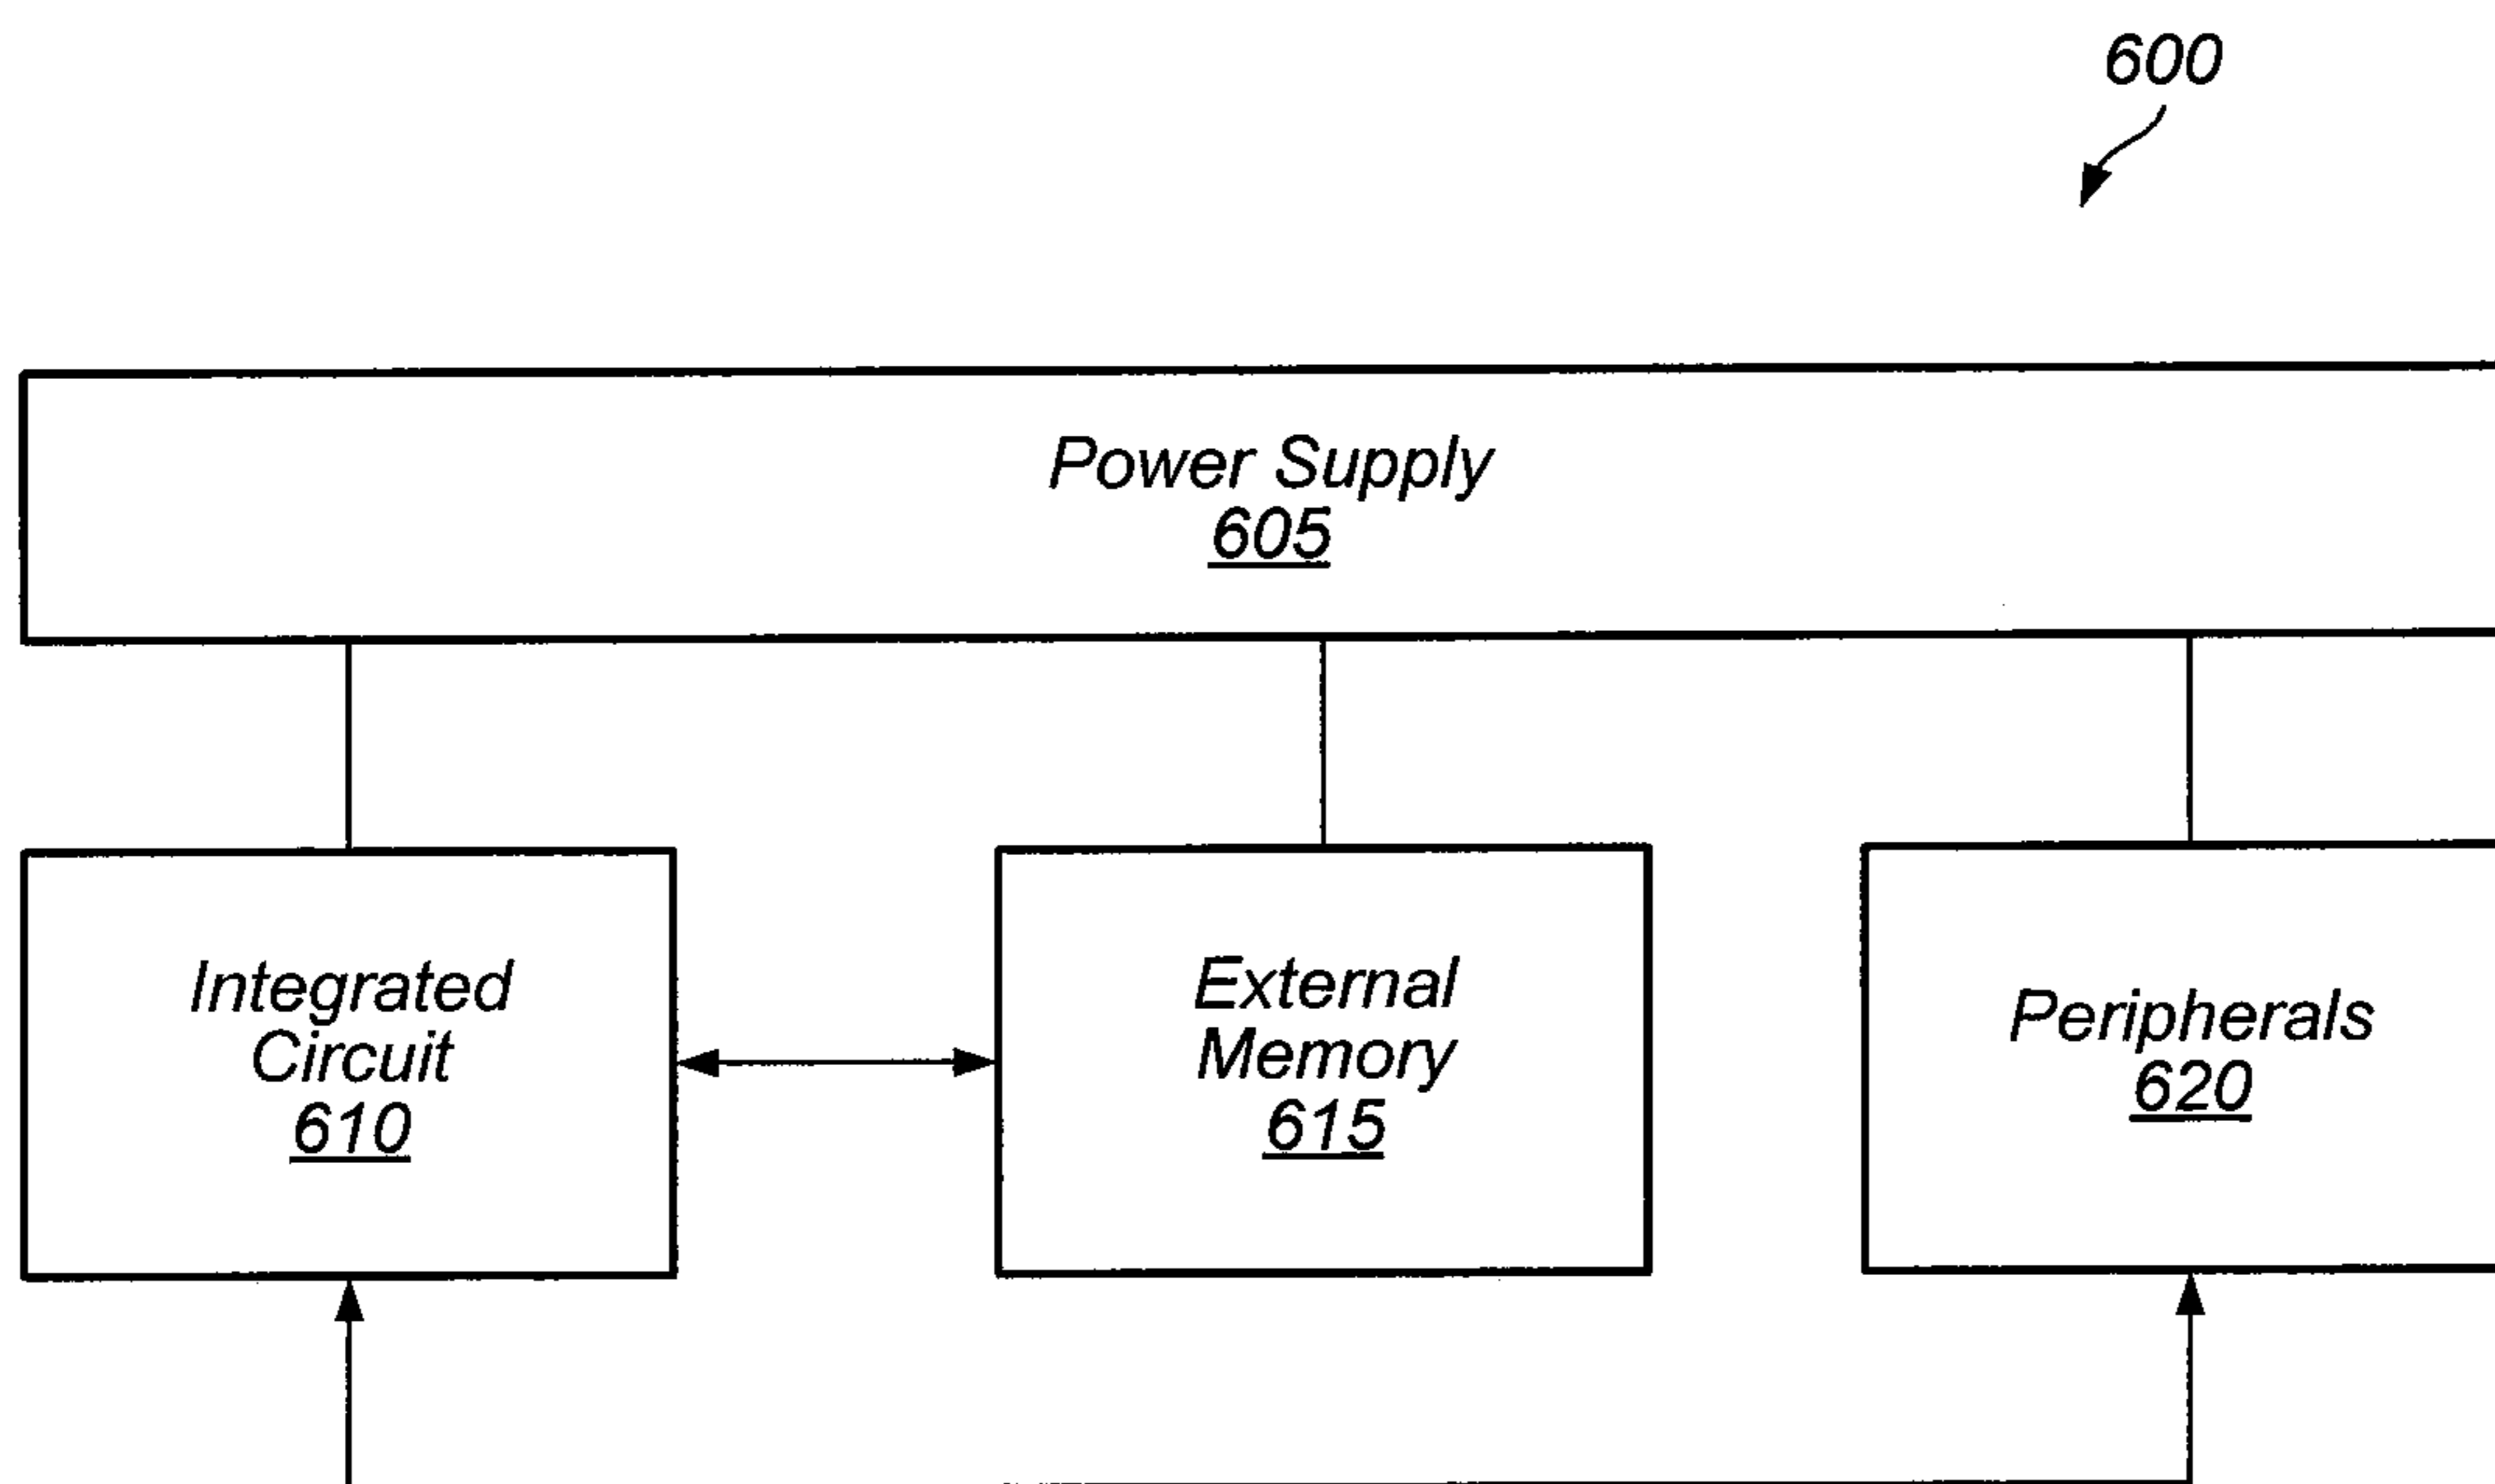 600
Power Supply
605
Integrated
Circuit
610
External
Memory
615
Peripherals
620